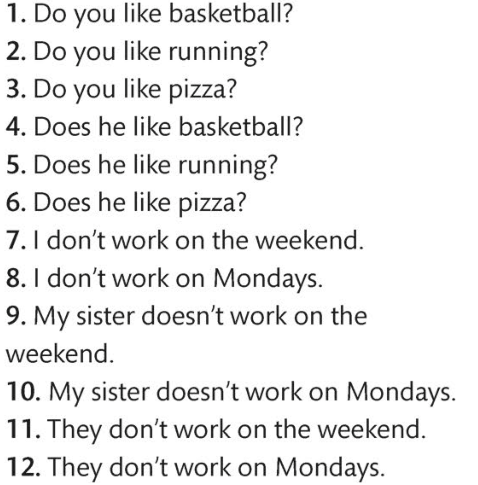 1. Do you like basketball?
2. Do you like running?
3. Do you like pizza?
4. Does he like basketball?
5. Does he like running?
6. Does he like pizza?
7. I don’t work on the weekend.
8. I don’t work on Mondays.
9. My sister doesn’t work on the
weekend.
10. My sister doesn’t work on Mondays.
11. They don’t work on the weekend.
12. They don’t work on Mondays.